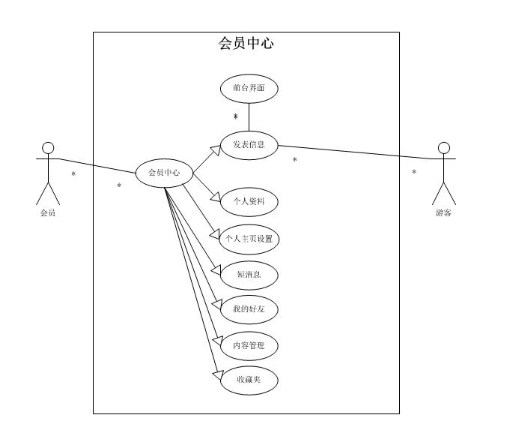 会员中心
前台界面
*
发表信息
*
*
会员中心
*
*
个人资料
会员
游客
个人主页设置
短消息
我的好友
内容管理
收藏夹